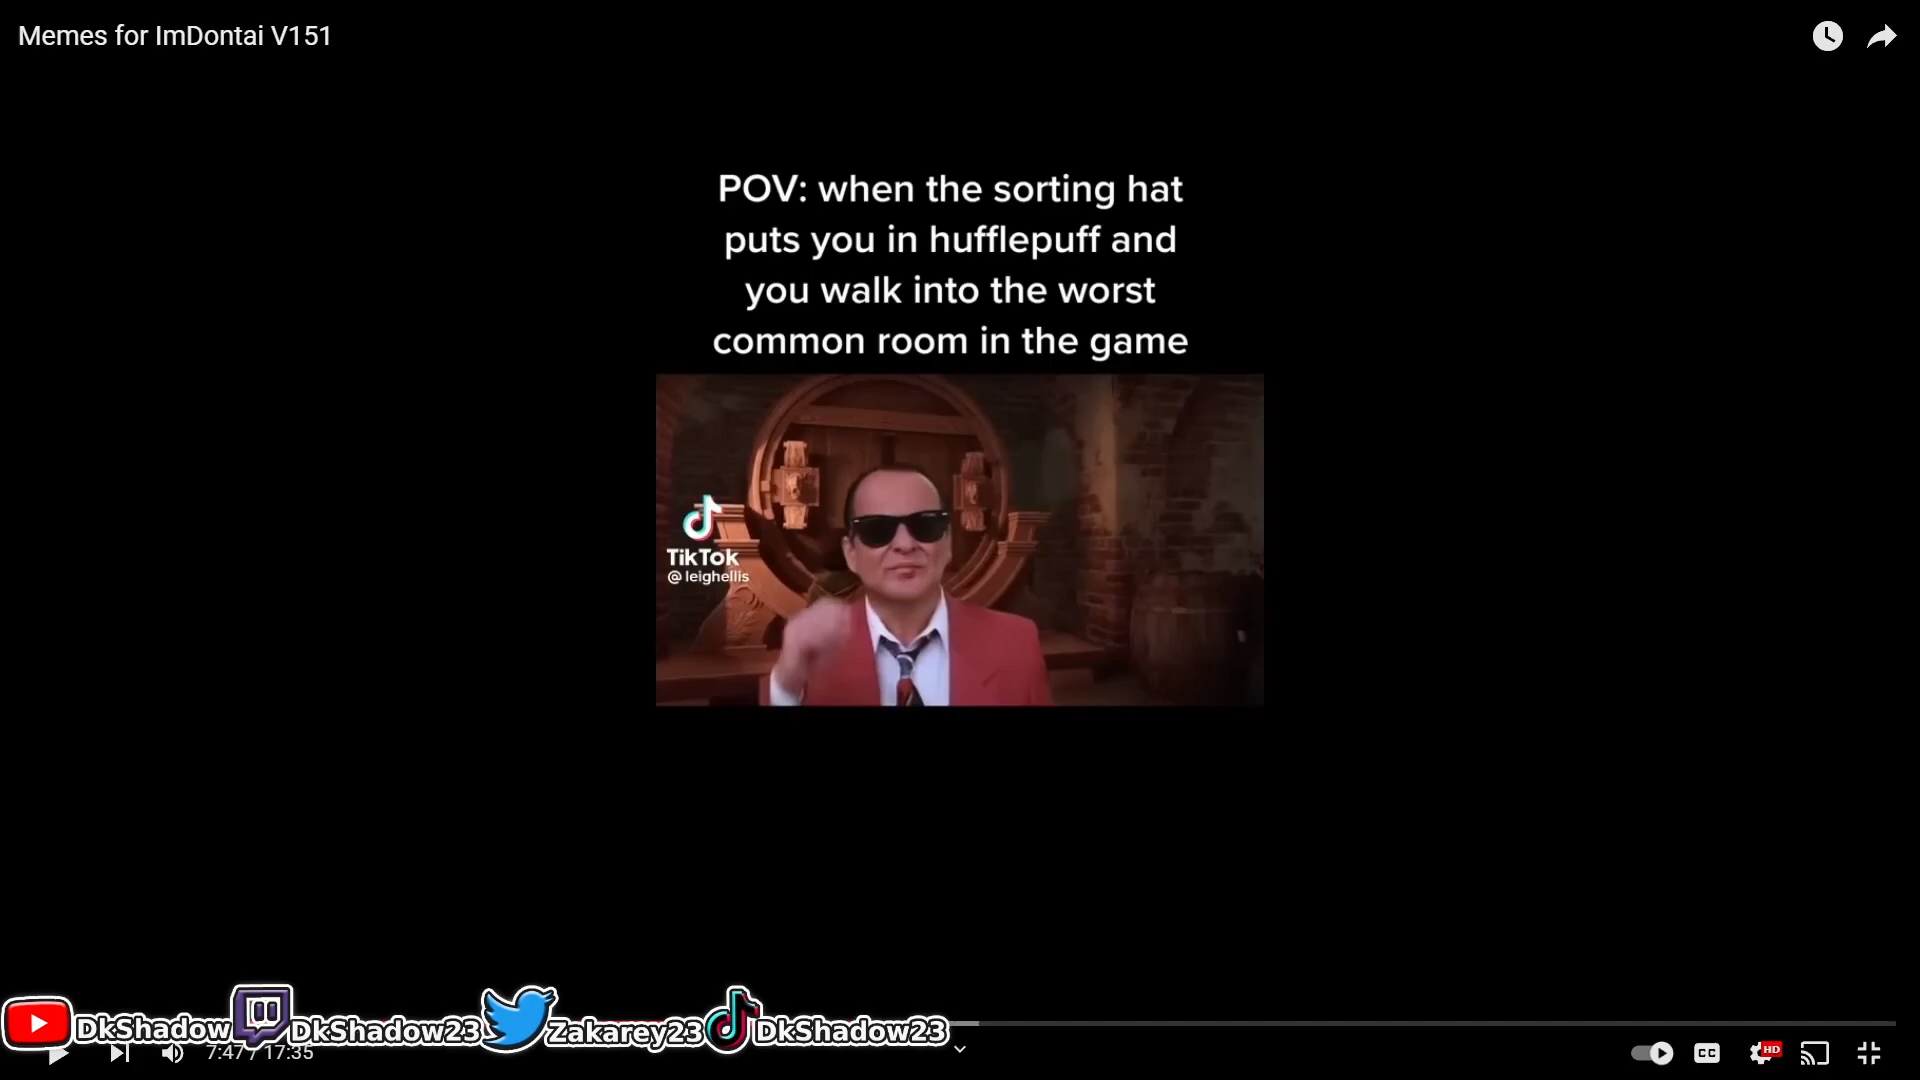 Memes for ImDontai V151
POV: when the sorting hat
puts you in hufflepuff and
you walk into the worst
common room in the game
TikTok
@leighellis
DkShadow
DkShadow23
Zakarey23
DkShadow23
7:47 / 17:35
CC
HD